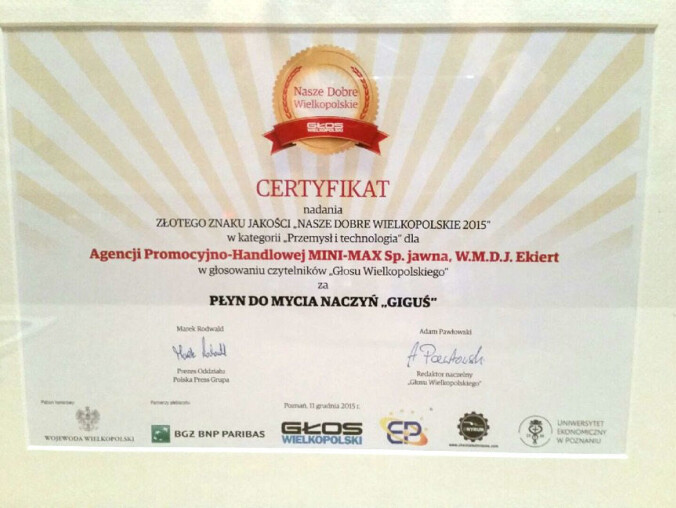 Nasze Dobre
Wielkopolskie
GŁOS
WIELKOPOLSKI
CERTYFIKAT
nadania
ZŁOTEGO ZNAKU JAKOŚCI „NASZE DOBRE WIELKOPOLSKIE 2015"
w kategorii „Przemysł i technologia" dla
Agencji Promocyjno-Handlowej MINI-MAX Sp. jawna, W.M.D.J. Ekiert
w głosowaniu czytelników „Głosu Wielkopolskiego"
za
PŁYN DO MYCIA NACZYŃ „GIGUŚ"
Marek Rodwald
Prezes Oddziału
Polska Press Grupa
Adam Pawłowski
A Pawłowski
Redaktor naczelny
„Głosu Wielkopolskiego"
Poznań, 11 grudnia 2015 r.
WOJEWODA WIELKOPOLSKI
BGŻ BNP PARIBAS
GŁOS
WIELKOPOLSKI
EP
UNIWERSYTET
EKONOMICZNY
W POZNANIU